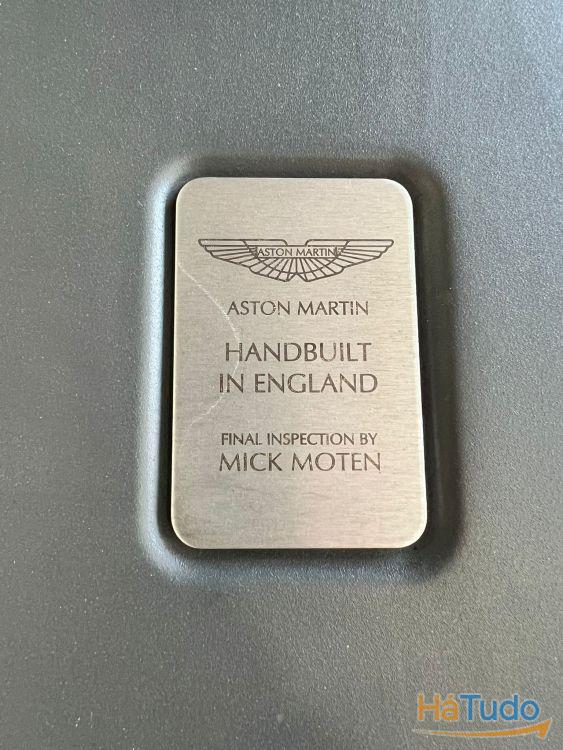 ASTON MARTIN
ASTON MARTIN
HANDBUILT
IN ENGLAND
FINAL INSPECTION BY
MICK MOTEN
HáTudo